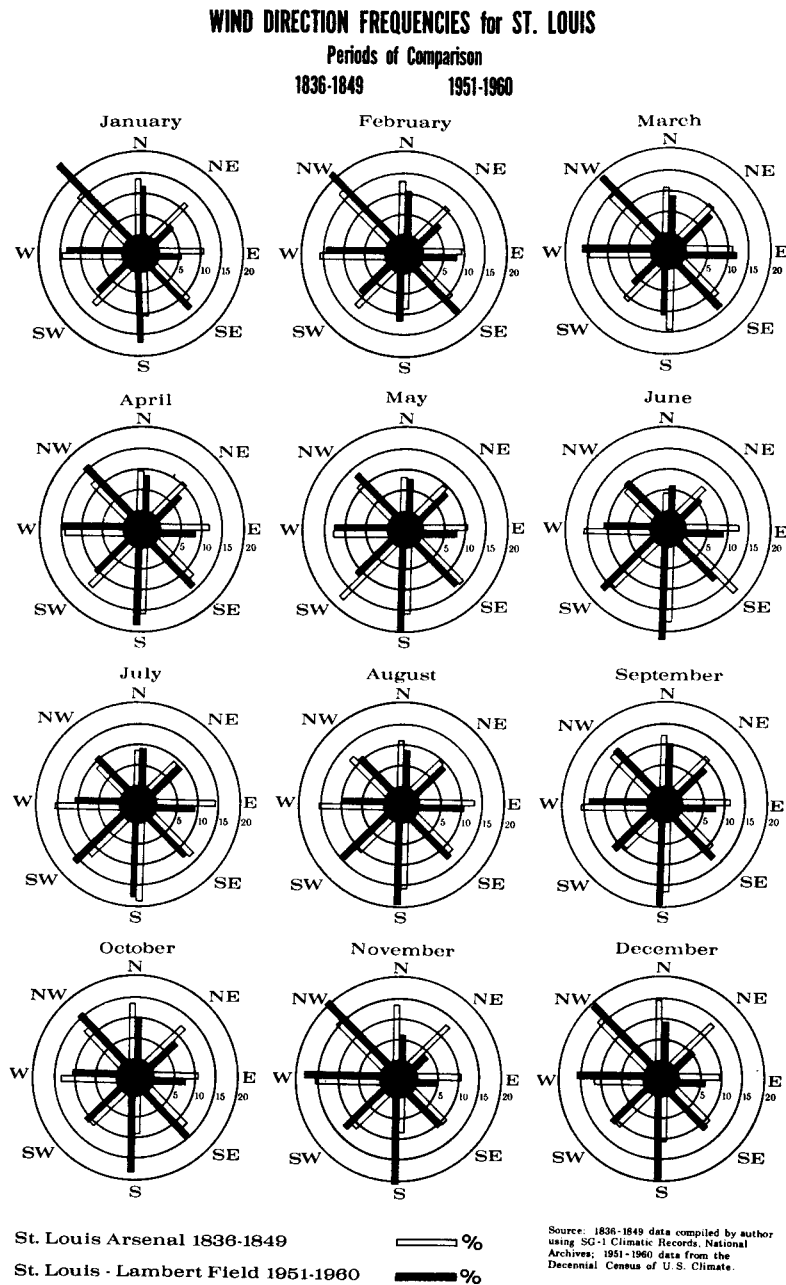 WIND DIRECTION FREQUENCIES for ST. LOUIS
Periods of Comparison
1836-1849 1951-1960
January February March
N N N
NE NW NE NW NE
W E W E W E
5 10 15 20 5 10 15 20 5 10 15 20
SW SE SW SE SW SE
S S S
April May June
N N N
NW NE NW NE NW NE
W E W E W E
5 10 15 20 5 10 15 20 5 10 15 20
SW SE SW SE SW SE
S S S
July August September
N N N
NW NE NW NE NW NE
W E W E W E
5 10 15 20 5 10 15 20 5 10 15 20
SW SE SW SE SW SE
S S S
October November December
N N N
NW NE NW NE NW NE
W E W E W E
5 10 15 20 5 10 15 20 5 10 15 20
SW SE SW SE SW SE
S S S
St. Louis Arsenal 1836-1849 %
St. Louis - Lambert Field 1951-1960 %
Source: 1836-1849 data compiled by author
using SG-1 Climatic Records, National
Archives; 1951-1960 data from the
Decennial Census of U.S. Climate.